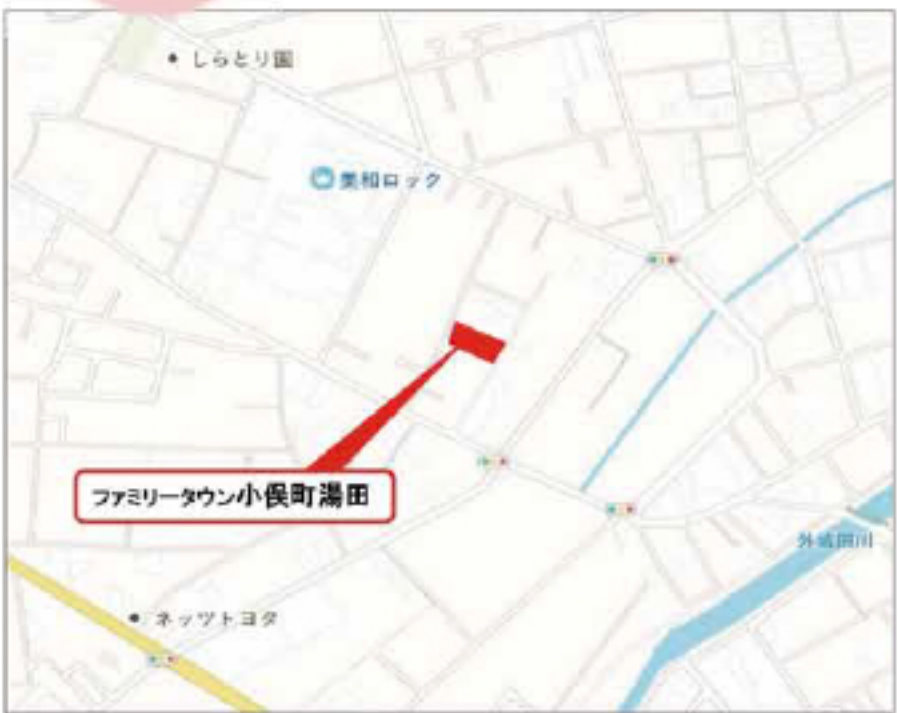 しらとり園
美和ロック
ファミリータウン小俣町湯田
外城田川
ネッツトヨタ